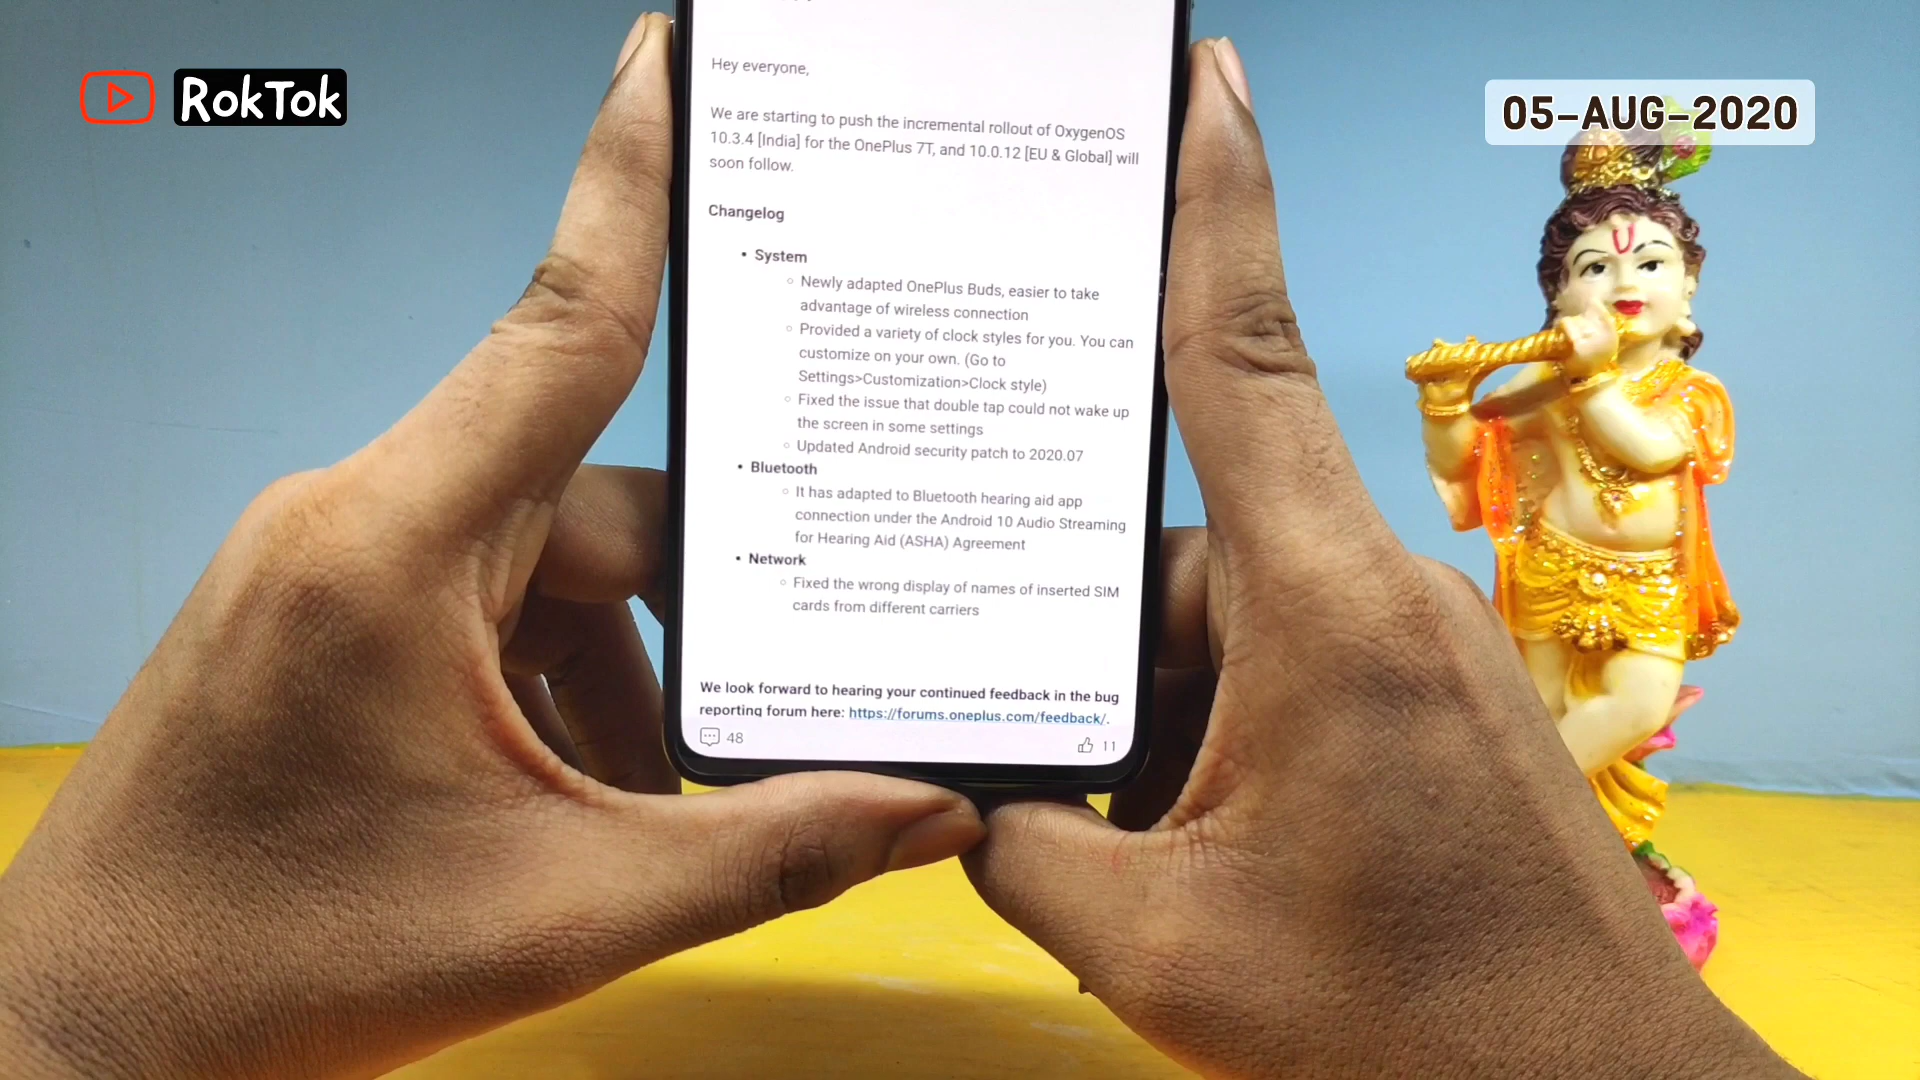 RokTok
05-AUG-2020
Hey everyone,
We are starting to push the incremental rollout of OxygenOS
10.3.4 [India] for the OnePlus 7T, and 10.0.12 [EU & Global] will
soon follow.
Changelog
• System
○ Newly adapted OnePlus Buds, easier to take
advantage of wireless connection
○ Provided a variety of clock styles for you. You can
customize on your own. (Go to
Settings>Customization>Clock style)
○ Fixed the issue that double tap could not wake up
the screen in some settings
○ Updated Android security patch to 2020.07
• Bluetooth
○ It has adapted to Bluetooth hearing aid app
connection under the Android 10 Audio Streaming
for Hearing Aid (ASHA) Agreement
• Network
○ Fixed the wrong display of names of inserted SIM
cards from different carriers
We look forward to hearing your continued feedback in the bug
reporting forum here: https://forums.oneplus.com/feedback/.
48
11